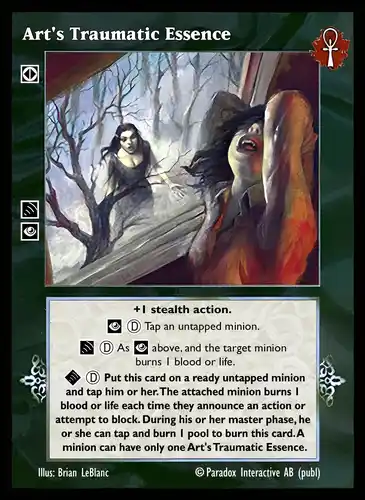 Art's Traumatic Essence
+1 stealth action.
Ⓓ Tap an untapped minion.
Ⓓ As above, and the target minion
burns 1 blood or life.
Ⓓ Put this card on a ready untapped minion
and tap him or her. The attached minion burns 1
blood or life each time they announce an action or
attempt to block. During his or her master phase, he
or she can tap and burn 1 pool to burn this card. A
minion can have only one Art's Traumatic Essence.
Illus: Brian LeBlanc © Paradox Interactive AB (publ)